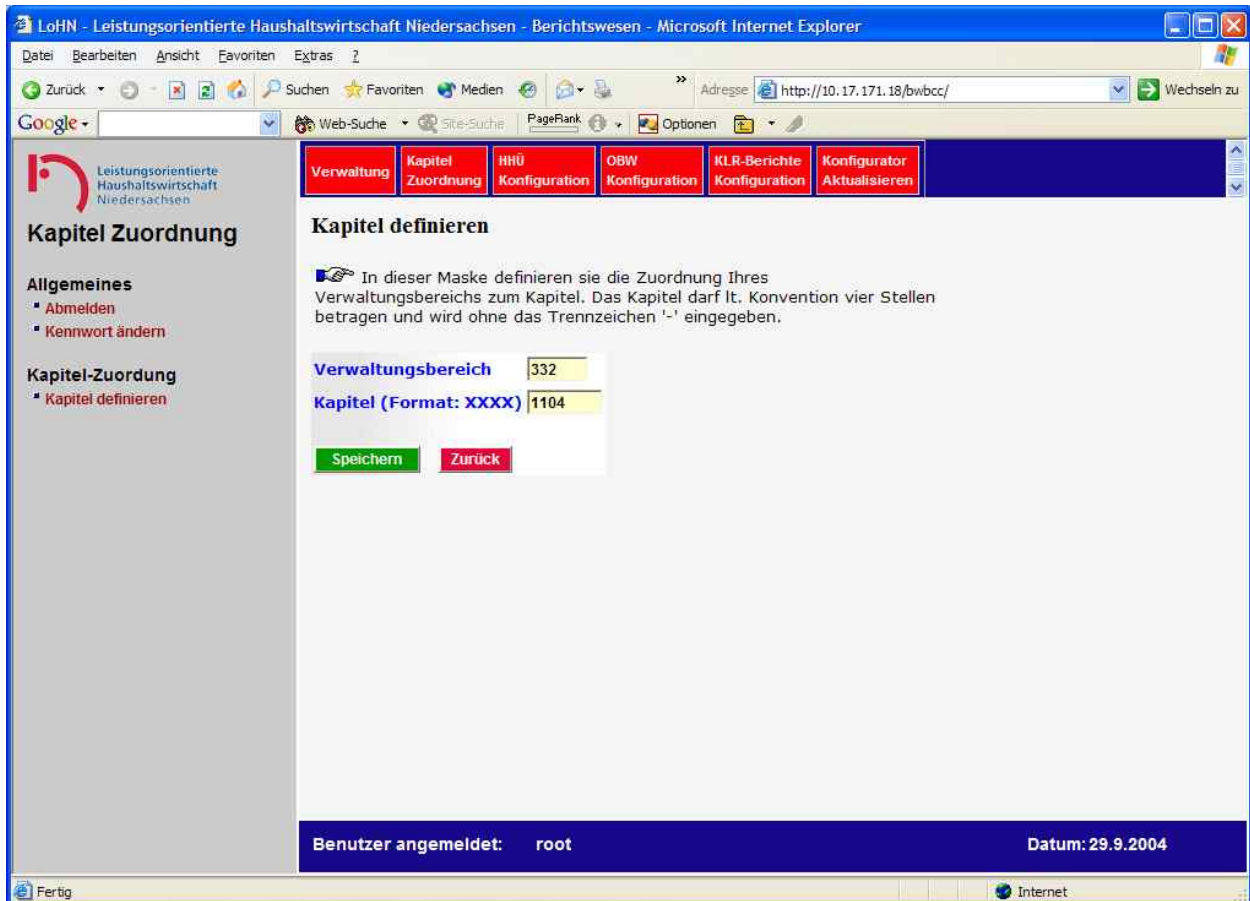 LoHN - Leistungsorientierte Haushaltswirtschaft Niedersachsen - Berichtswesen - Microsoft Internet Explorer
Datei Bearbeiten Ansicht Favoriten Extras ?
Zurück Suchen Favoriten Medien » Adresse http://10.17.171.18/bwbcc/ Wechseln zu
Google Web-Suche Site-Suche PageRank Optionen
Leistungsorientierte
Haushaltswirtschaft
Niedersachsen
Kapitel Zuordnung
Allgemeines
Abmelden
Kennwort ändern
Kapitel-Zuordung
Kapitel definieren
Verwaltung
Kapitel
Zuordnung
HHÜ
Konfiguration
OBW
Konfiguration
KLR-Berichte
Konfiguration
Konfigurator
Aktualisieren
Kapitel definieren
In dieser Maske definieren sie die Zuordnung Ihres
Verwaltungsbereichs zum Kapitel. Das Kapitel darf lt. Konvention vier Stellen
betragen und wird ohne das Trennzeichen '-' eingegeben.
Verwaltungsbereich 332
Kapitel (Format: XXXX) 1104
Speichern Zurück
Benutzer angemeldet: root Datum: 29.9.2004
Fertig Internet